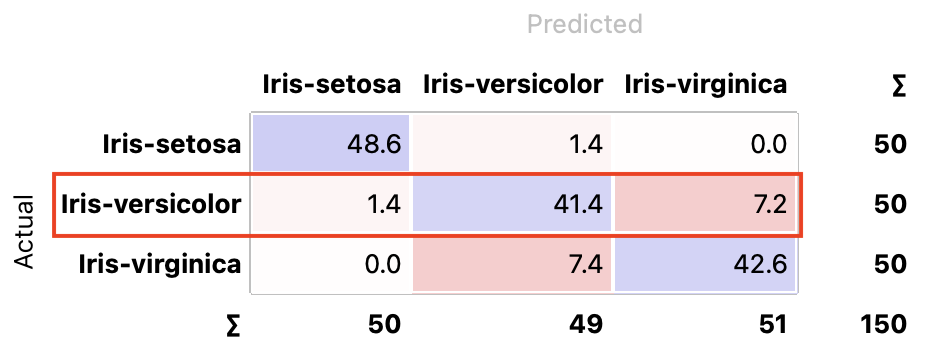 Predicted
Iris-setosa Iris-versicolor Iris-virginica Σ
Iris-setosa 48.6 1.4 0.0 50
Actual
Iris-versicolor 1.4 41.4 7.2 50
Iris-virginica 0.0 7.4 42.6 50
Σ 50 49 51 150